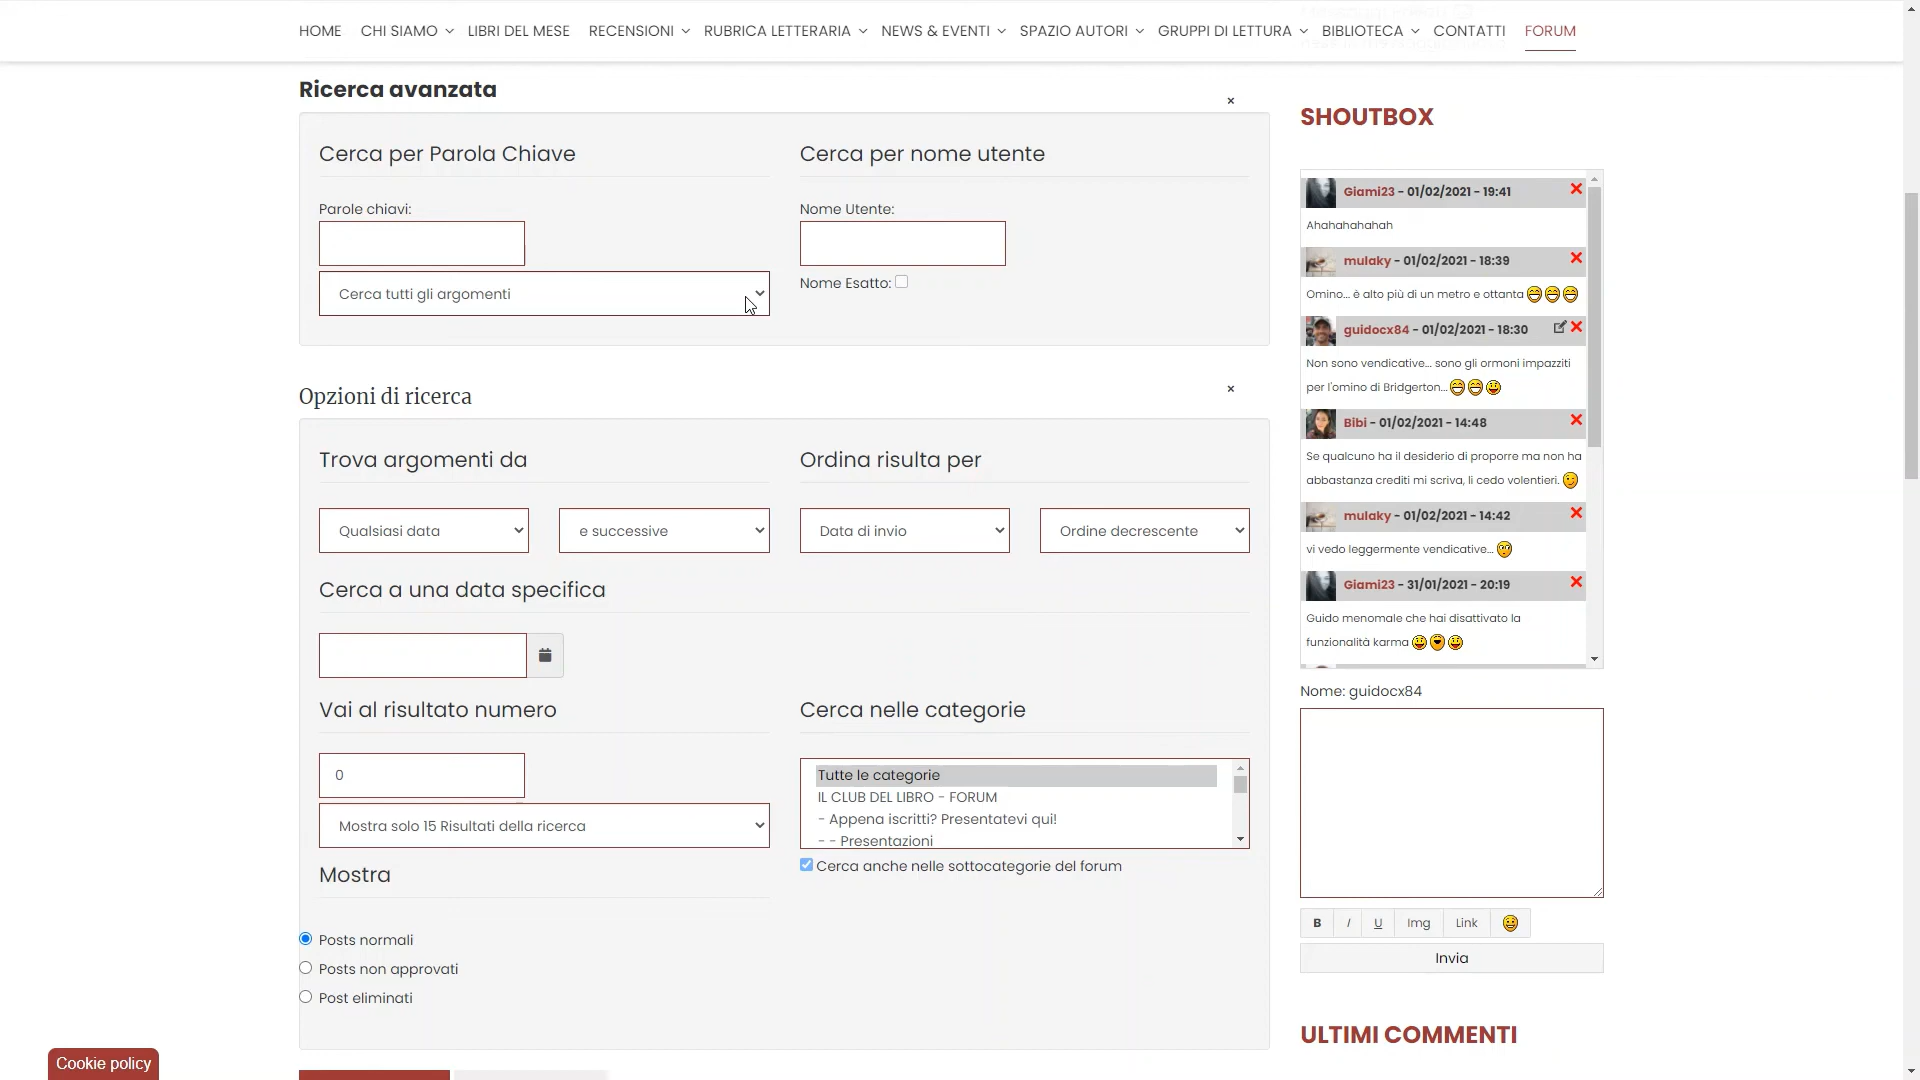 HOME CHI SIAMO LIBRI DEL MESE RECENSIONI RUBRICA LETTERARIA NEWS & EVENTI SPAZIO AUTORI GRUPPI DI LETTURA BIBLIOTECA CONTATTI FORUM
Ricerca avanzata
×
Cerca per Parola Chiave
Parole chiavi:
Cerca tutti gli argomenti
Cerca per nome utente
Nome Utente:
Nome Esatto:
Opzioni di ricerca
×
Trova argomenti da
Qualsiasi data
e successive
Ordina risulta per
Data di invio
Ordine decrescente
Cerca a una data specifica
Vai al risultato numero
0
Mostra solo 15 Risultati della ricerca
Cerca nelle categorie
Tutte le categorie
IL CLUB DEL LIBRO - FORUM
- Appena iscritti? Presentatevi qui!
- - Presentazioni
Cerca anche nelle sottocategorie del forum
Mostra
Posts normali
Posts non approvati
Post eliminati
SHOUTBOX
Giami23 - 01/02/2021 - 19:41
Ahahahahahah
mulaky - 01/02/2021 - 18:39
Omino... è alto più di un metro e ottanta
guidocx84 - 01/02/2021 - 18:30
Non sono vendicative... sono gli ormoni impazziti
per l'omino di Bridgerton...
Bibi - 01/02/2021 - 14:48
Se qualcuno ha il desiderio di proporre ma non ha
abbastanza crediti mi scriva, li cedo volentieri.
mulaky - 01/02/2021 - 14:42
vi vedo leggermente vendicative...
Giami23 - 31/01/2021 - 20:19
Guido menomale che hai disattivato la
funzionalità karma
Nome: guidocx84
B I U Img Link
Invia
ULTIMI COMMENTI
Cookie policy